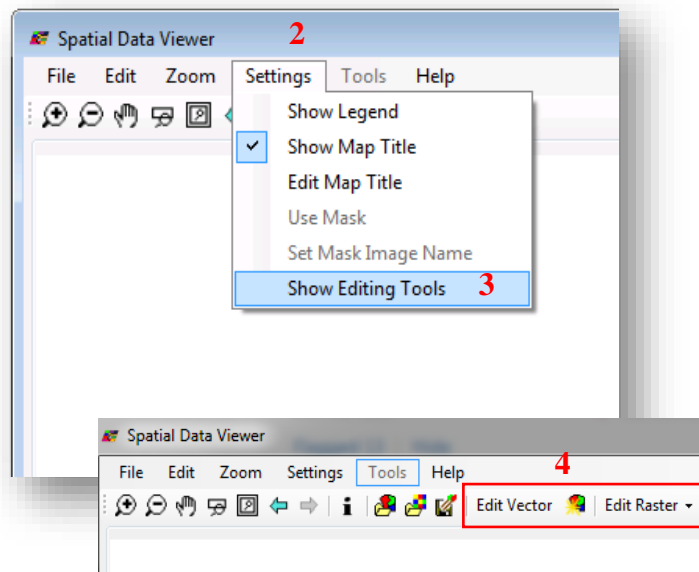 Spatial Data Viewer 2
File Edit Zoom Settings Tools Help
Show Legend
Show Map Title
Edit Map Title
Use Mask
Set Mask Image Name
Show Editing Tools 3
Spatial Data Viewer
File Edit Zoom Settings Tools Help 4
Edit Vector Edit Raster